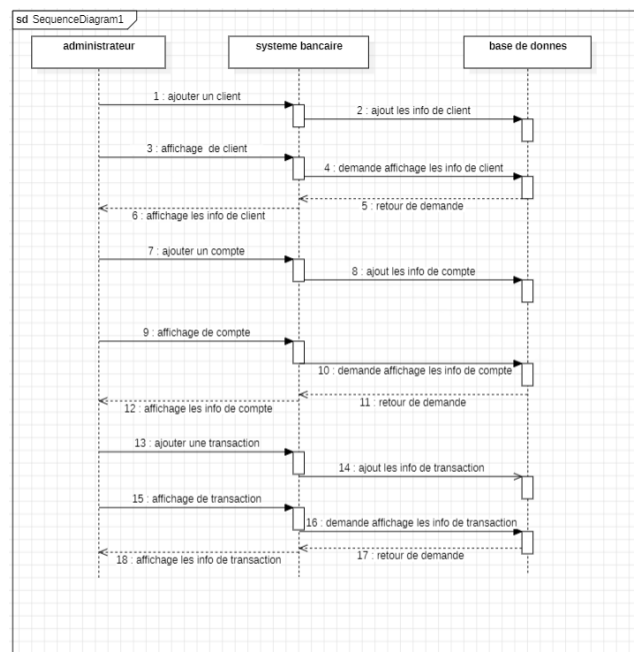 sd SequenceDiagram1
administrateur
systeme bancaire
base de donnes
1 : ajouter un client
2 : ajout les info de client
3 : affichage de client
4 : demande affichage les info de client
5 : retour de demande
6 : affichage les info de client
7 : ajouter un compte
8 : ajout les info de compte
9 : affichage de compte
10 : demande affichage les info de compte
11 : retour de demande
12 : affichage les info de compte
13 : ajouter une transaction
14 : ajout les info de transaction
15 : affichage de transaction
16 : demande affichage les info de transaction
17 : retour de demande
18 : affichage les info de transaction